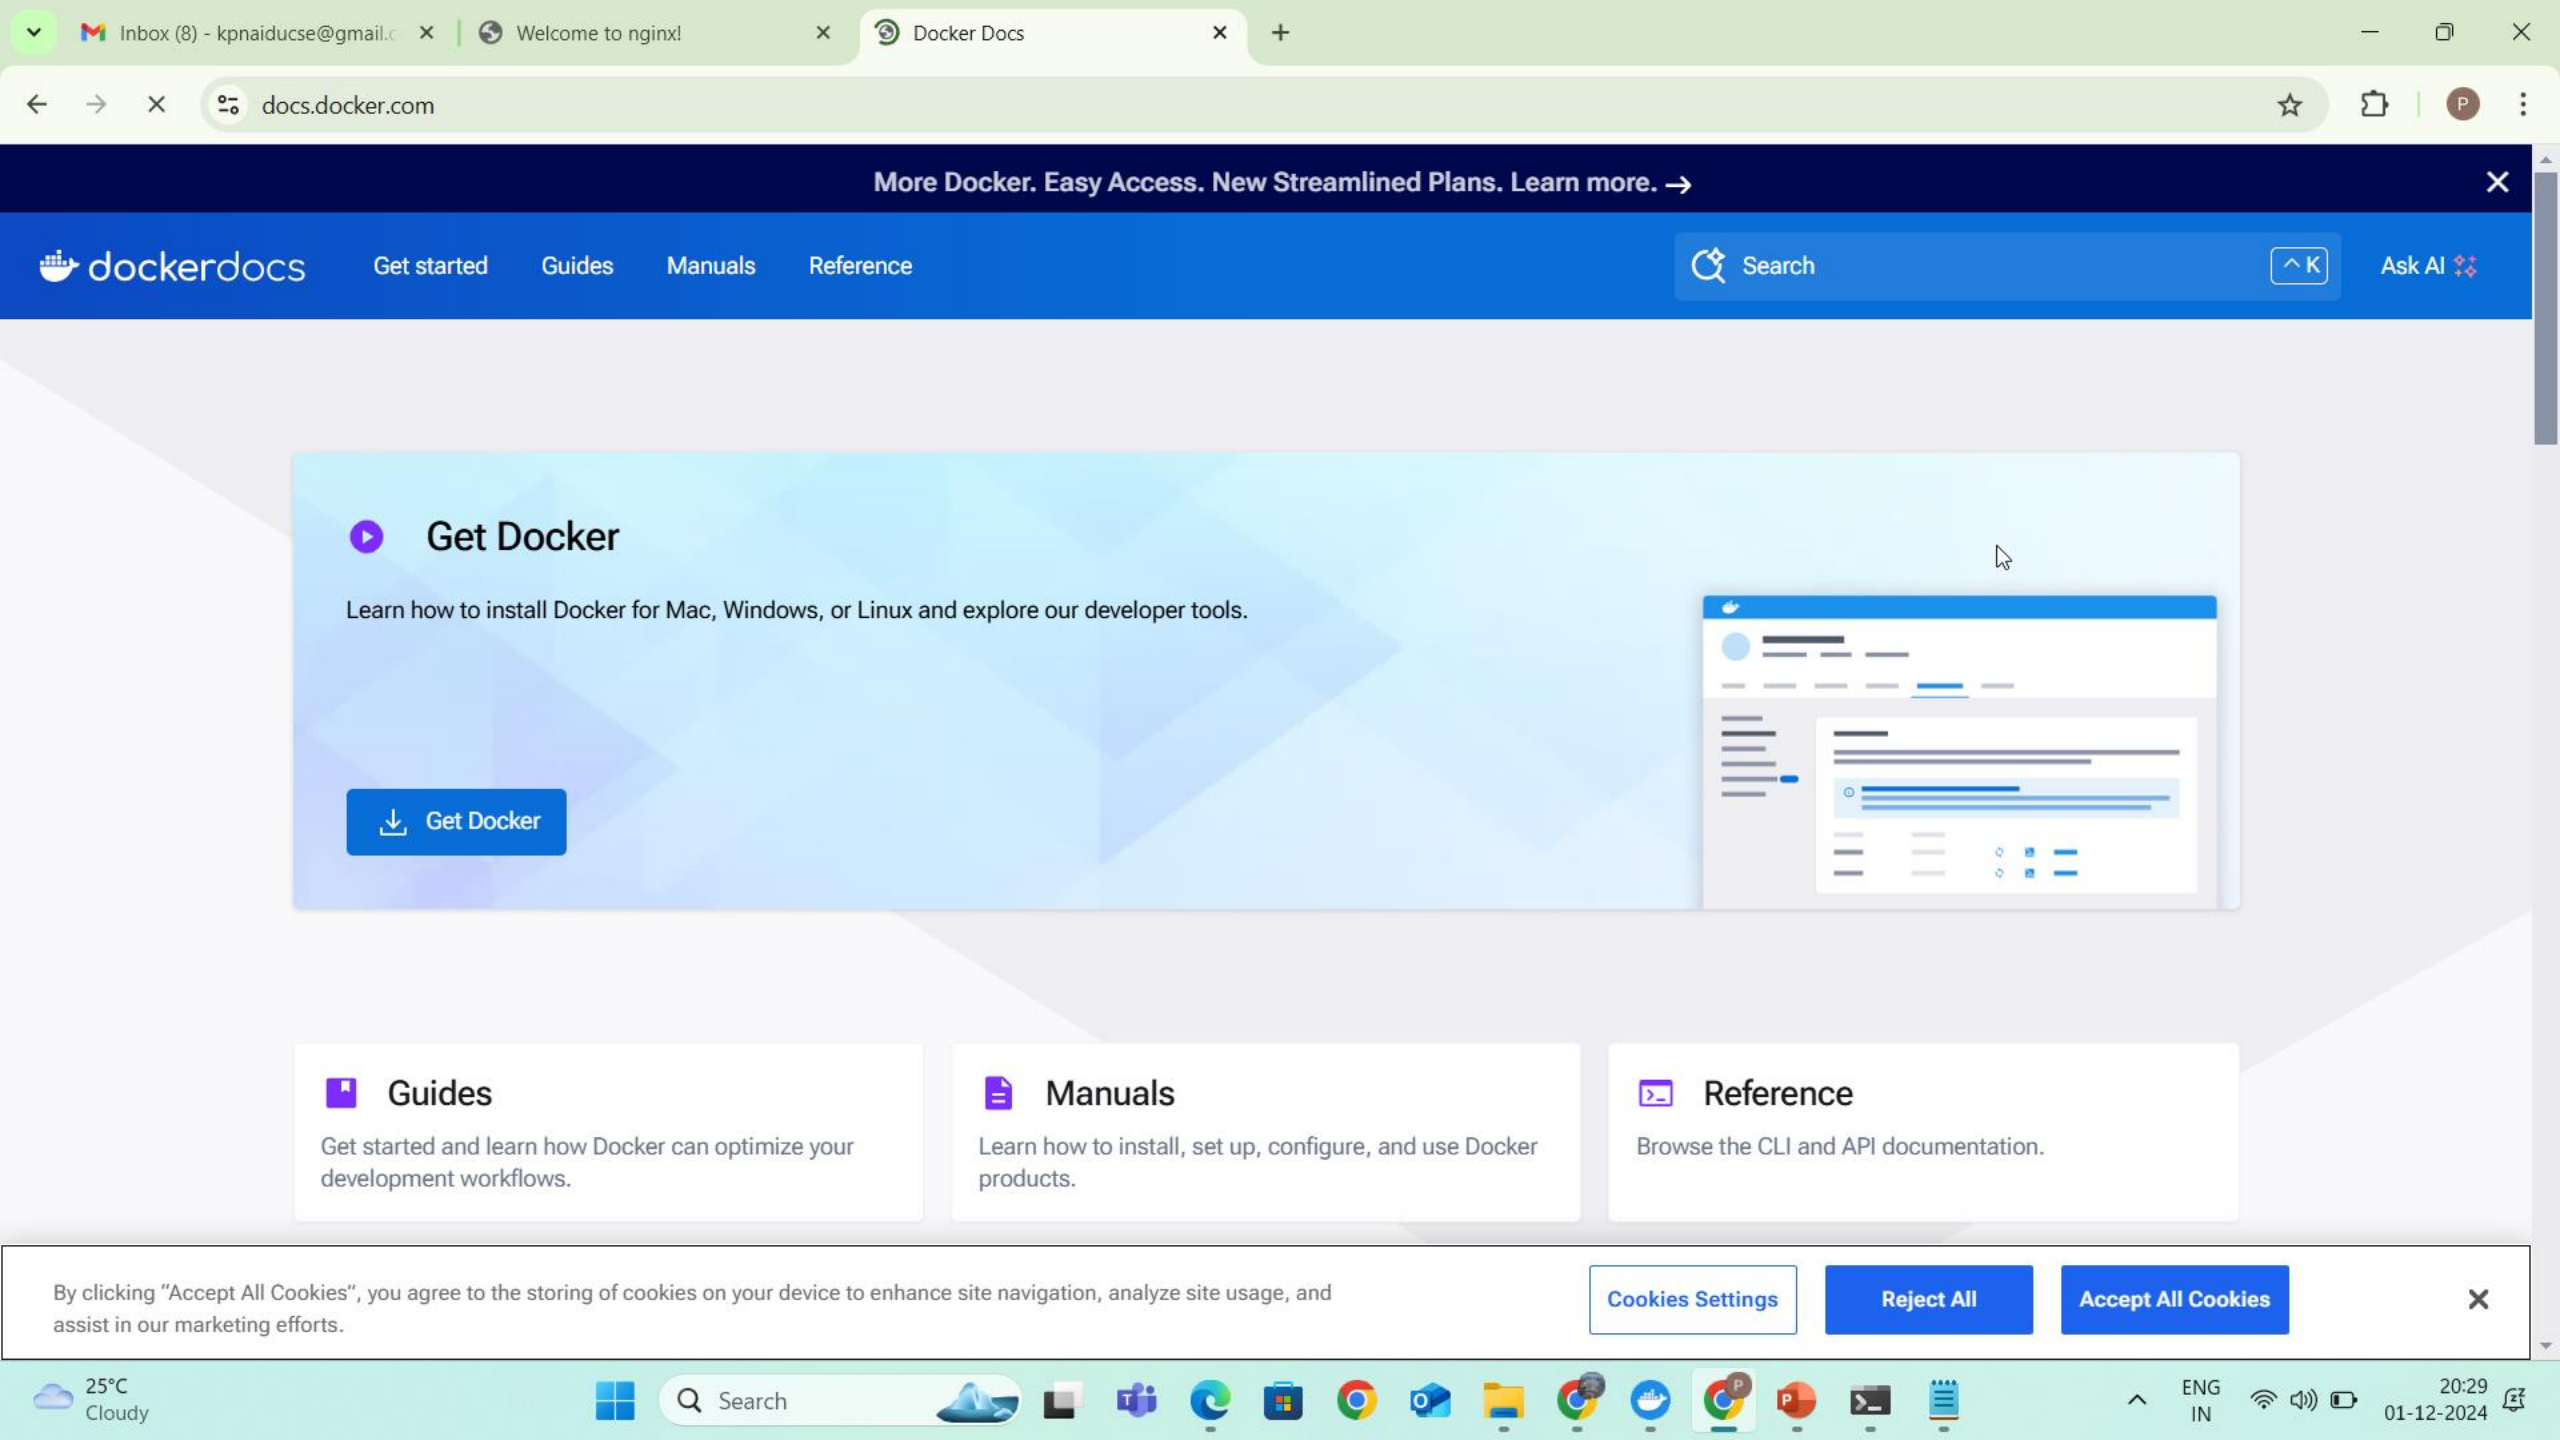 Inbox (8) - kpnaiducse@gmail.c
Welcome to nginx!
Docker Docs
docs.docker.com
P
More Docker. Easy Access. New Streamlined Plans. Learn more. →
dockerdocs
Get started
Guides
Manuals
Reference
Search
^ K
Ask AI
Get Docker
Learn how to install Docker for Mac, Windows, or Linux and explore our developer tools.
Get Docker
Guides
Get started and learn how Docker can optimize your
development workflows.
Manuals
Learn how to install, set up, configure, and use Docker
products.
Reference
Browse the CLI and API documentation.
By clicking “Accept All Cookies”, you agree to the storing of cookies on your device to enhance site navigation, analyze site usage, and
assist in our marketing efforts.
Cookies Settings
Reject All
Accept All Cookies
25°C
Cloudy
Search
ENG
IN
20:29
01-12-2024